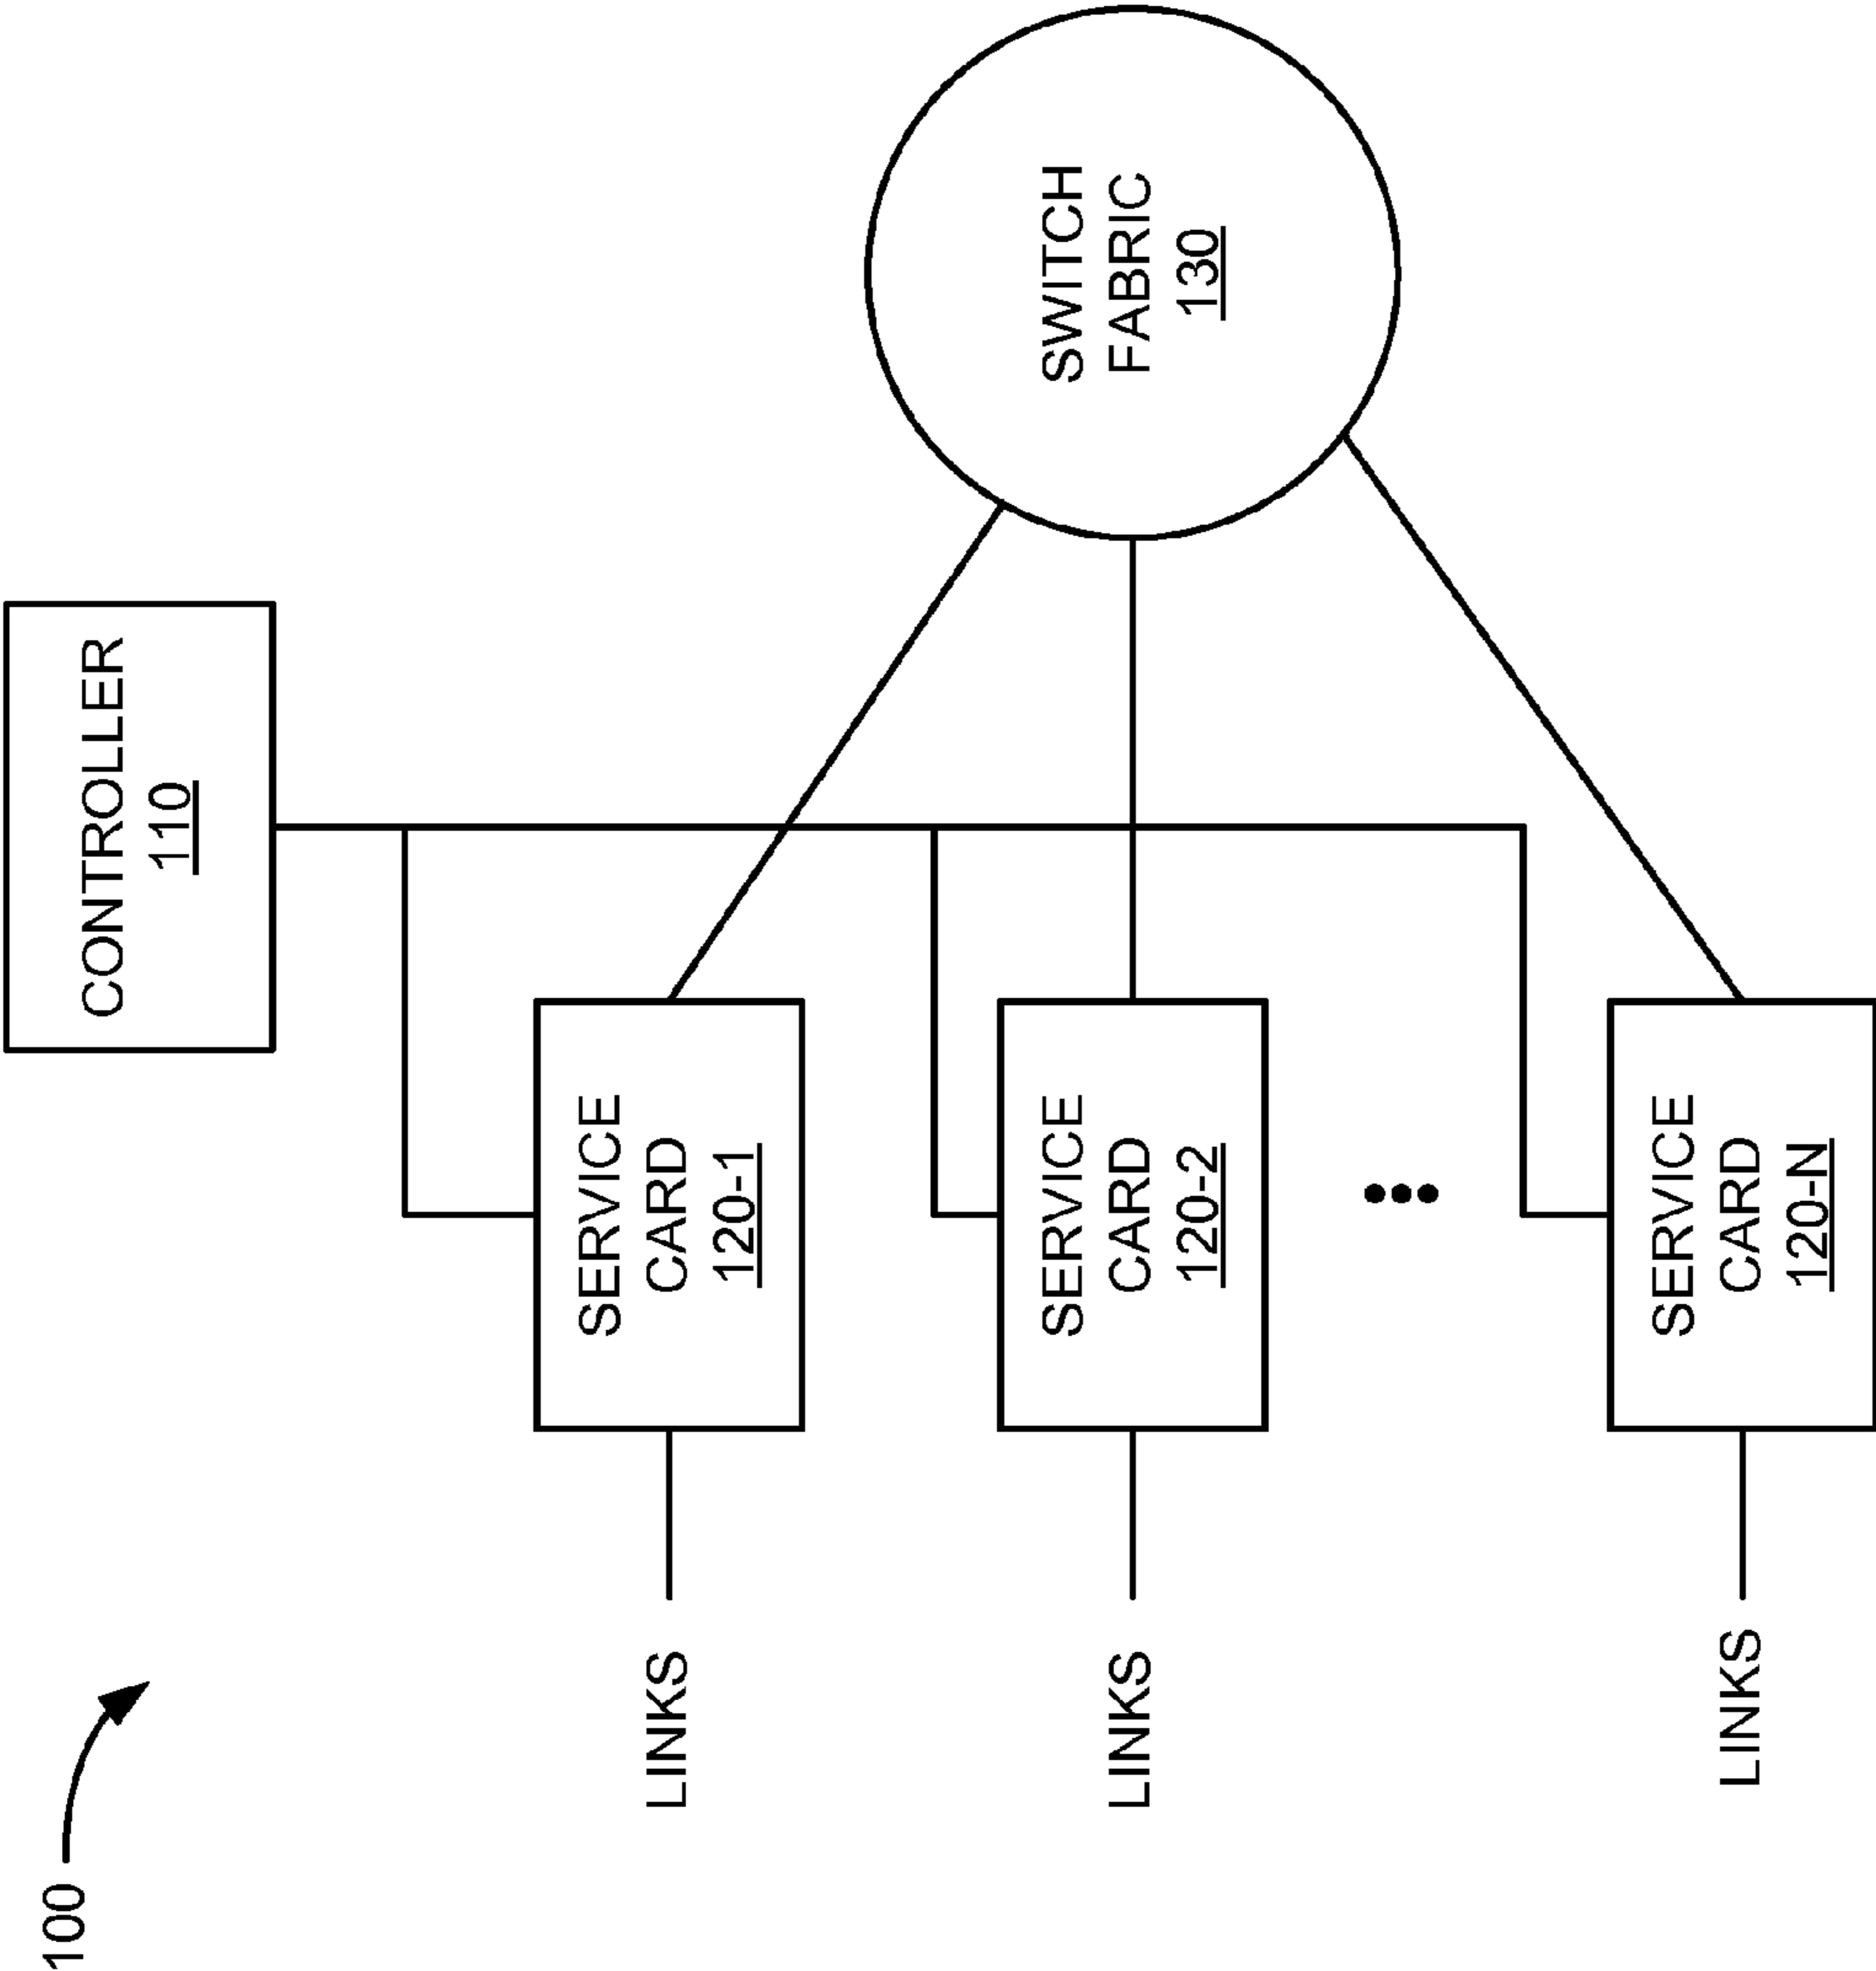 100
CONTROLLER
110
SERVICE
CARD
120-1
LINKS
SERVICE
CARD
120-2
LINKS
SERVICE
CARD
120-N
LINKS
SWITCH
FABRIC
130